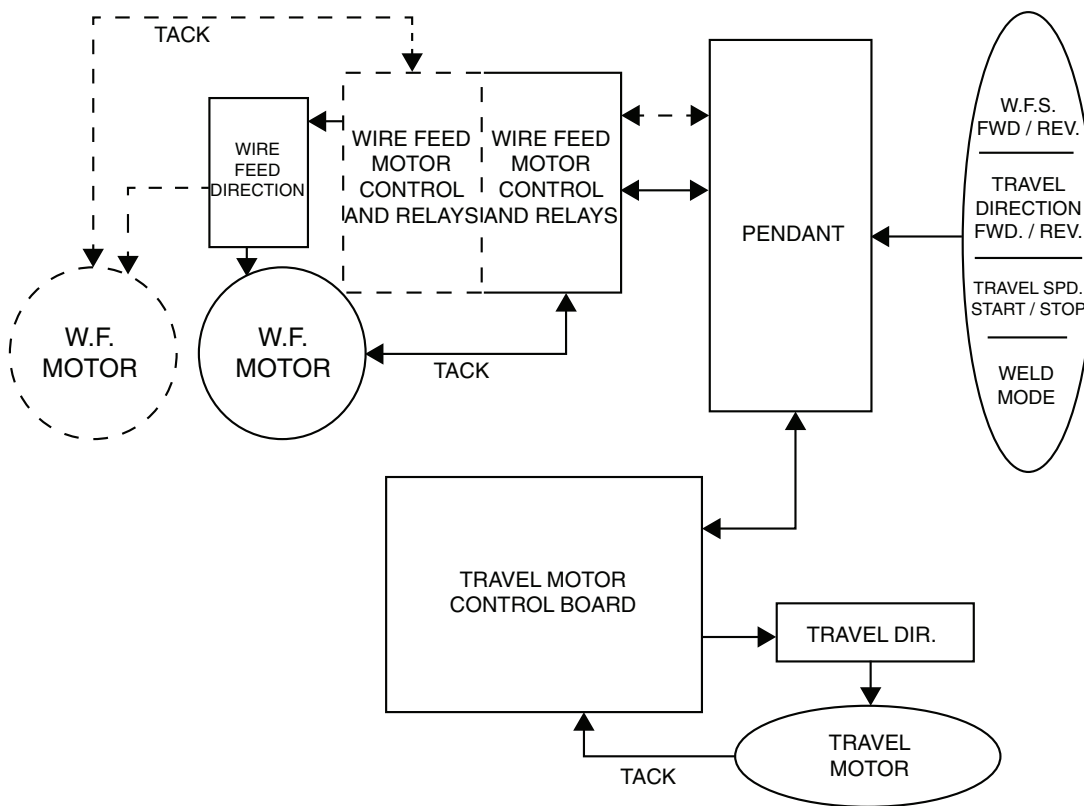 TACK
WIRE
FEED
DIRECTION
WIRE FEED
MOTOR
CONTROL
AND RELAYS
WIRE FEED
MOTOR
CONTROL
AND RELAYS
PENDANT
W.F.S.
FWD / REV.
TRAVEL
DIRECTION
FWD. / REV.
TRAVEL SPD.
START / STOP
WELD
MODE
W.F.
MOTOR
W.F.
MOTOR
TACK
TRAVEL MOTOR
CONTROL BOARD
TRAVEL DIR.
TRAVEL
MOTOR
TACK